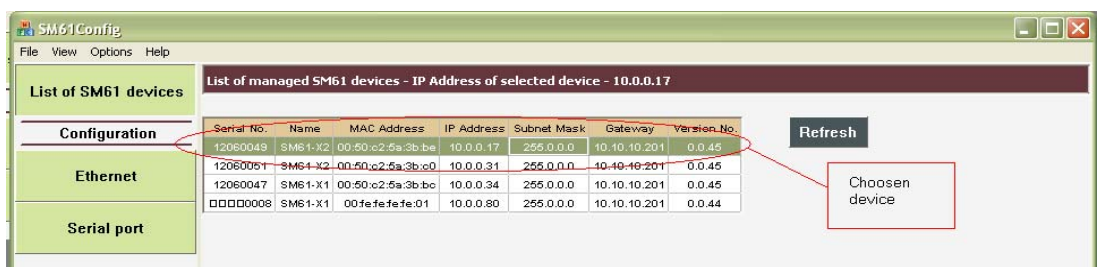 SM61Config
File View Options Help
List of SM61 devices
Configuration
Ethernet
Serial port
List of managed SM61 devices - IP Address of selected device - 10.0.0.17
Serial No. Name MAC Address IP Address Subnet Mask Gateway Version No.
12060049 SM61-X2 00:50:c2:5a:3b:be 10.0.0.17 255.0.0.0 10.10.10.201 0.0.45
12060051 SM61-X2 00:50:c2:5a:3b:c0 10.0.0.31 255.0.0.0 10.10.10.201 0.0.45
12060047 SM61-X1 00:50:c2:5a:3b:bc 10.0.0.34 255.0.0.0 10.10.10.201 0.0.45
□□□□0008 SM61-X1 00:fe:fe:fe:fe:01 10.0.0.80 255.0.0.0 10.10.10.201 0.0.44
Refresh
Choosen
device